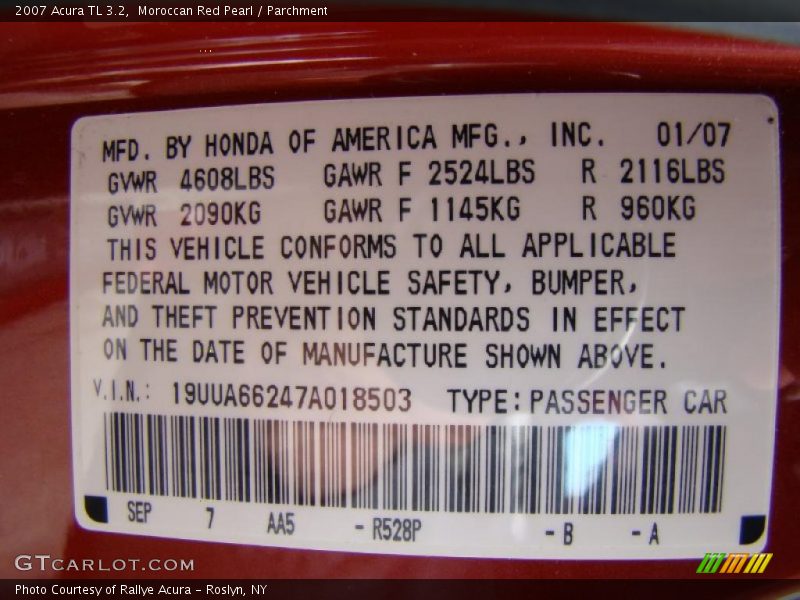 2007 Acura TL 3.2,  Moroccan Red Pearl / Parchment
MFD. BY HONDA OF AMERICA MFG., INC. 01/07
GVWR 4608LBS GAWR F 2524LBS R 2116LBS
GVWR 2090KG GAWR F 1145KG R 960KG
THIS VEHICLE CONFORMS TO ALL APPLICABLE
FEDERAL MOTOR VEHICLE SAFETY, BUMPER,
AND THEFT PREVENTION STANDARDS IN EFFECT
ON THE DATE OF MANUFACTURE SHOWN ABOVE.
V.I.N.: 19UUA66247A018503 TYPE:PASSENGER CAR
SEP 7 AA5 -R528P -B -A
GTCARLOT.COM
Photo Courtesy of Rallye Acura - Roslyn, NY